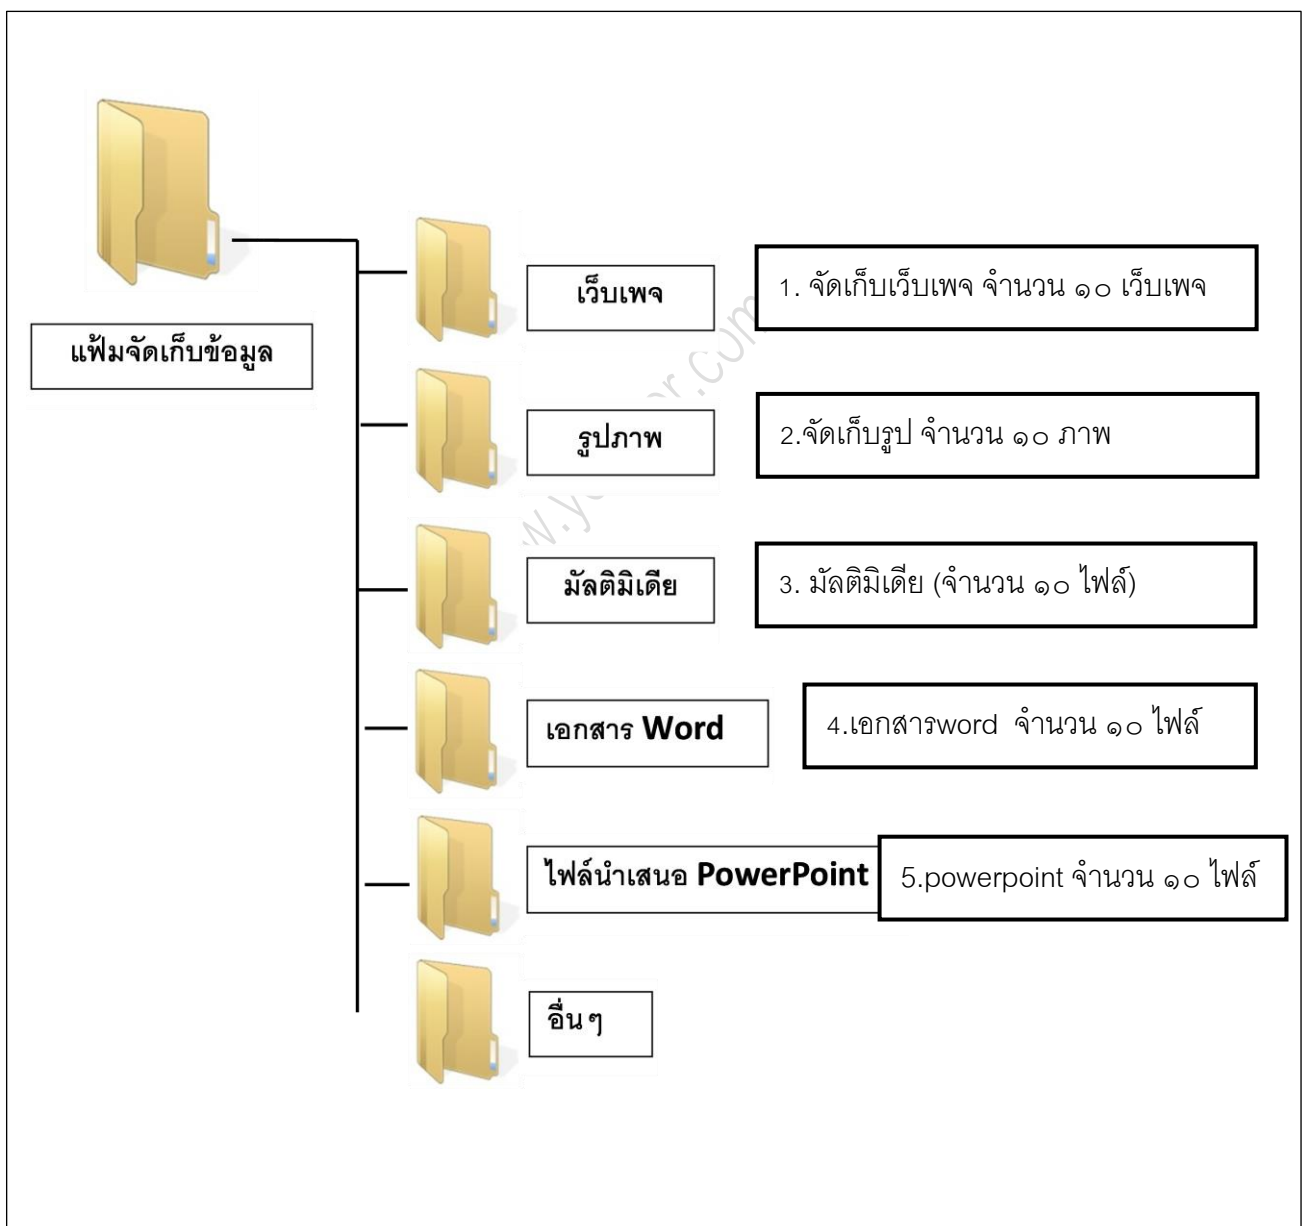 แฟ้มจัดเก็บข้อมูล
เว็บเพจ
1. จัดเก็บเว็บเพจ จำนวน ๑๐ เว็บเพจ
รูปภาพ
2.จัดเก็บรูป จำนวน ๑๐ ภาพ
มัลติมิเดีย
3. มัลติมิเดีย (จำนวน ๑๐ ไฟล์)
เอกสาร Word
4.เอกสารword จำนวน ๑๐ ไฟล์
ไฟล์นำเสนอ PowerPoint
5.powerpoint จำนวน ๑๐ ไฟล์
อื่นๆ